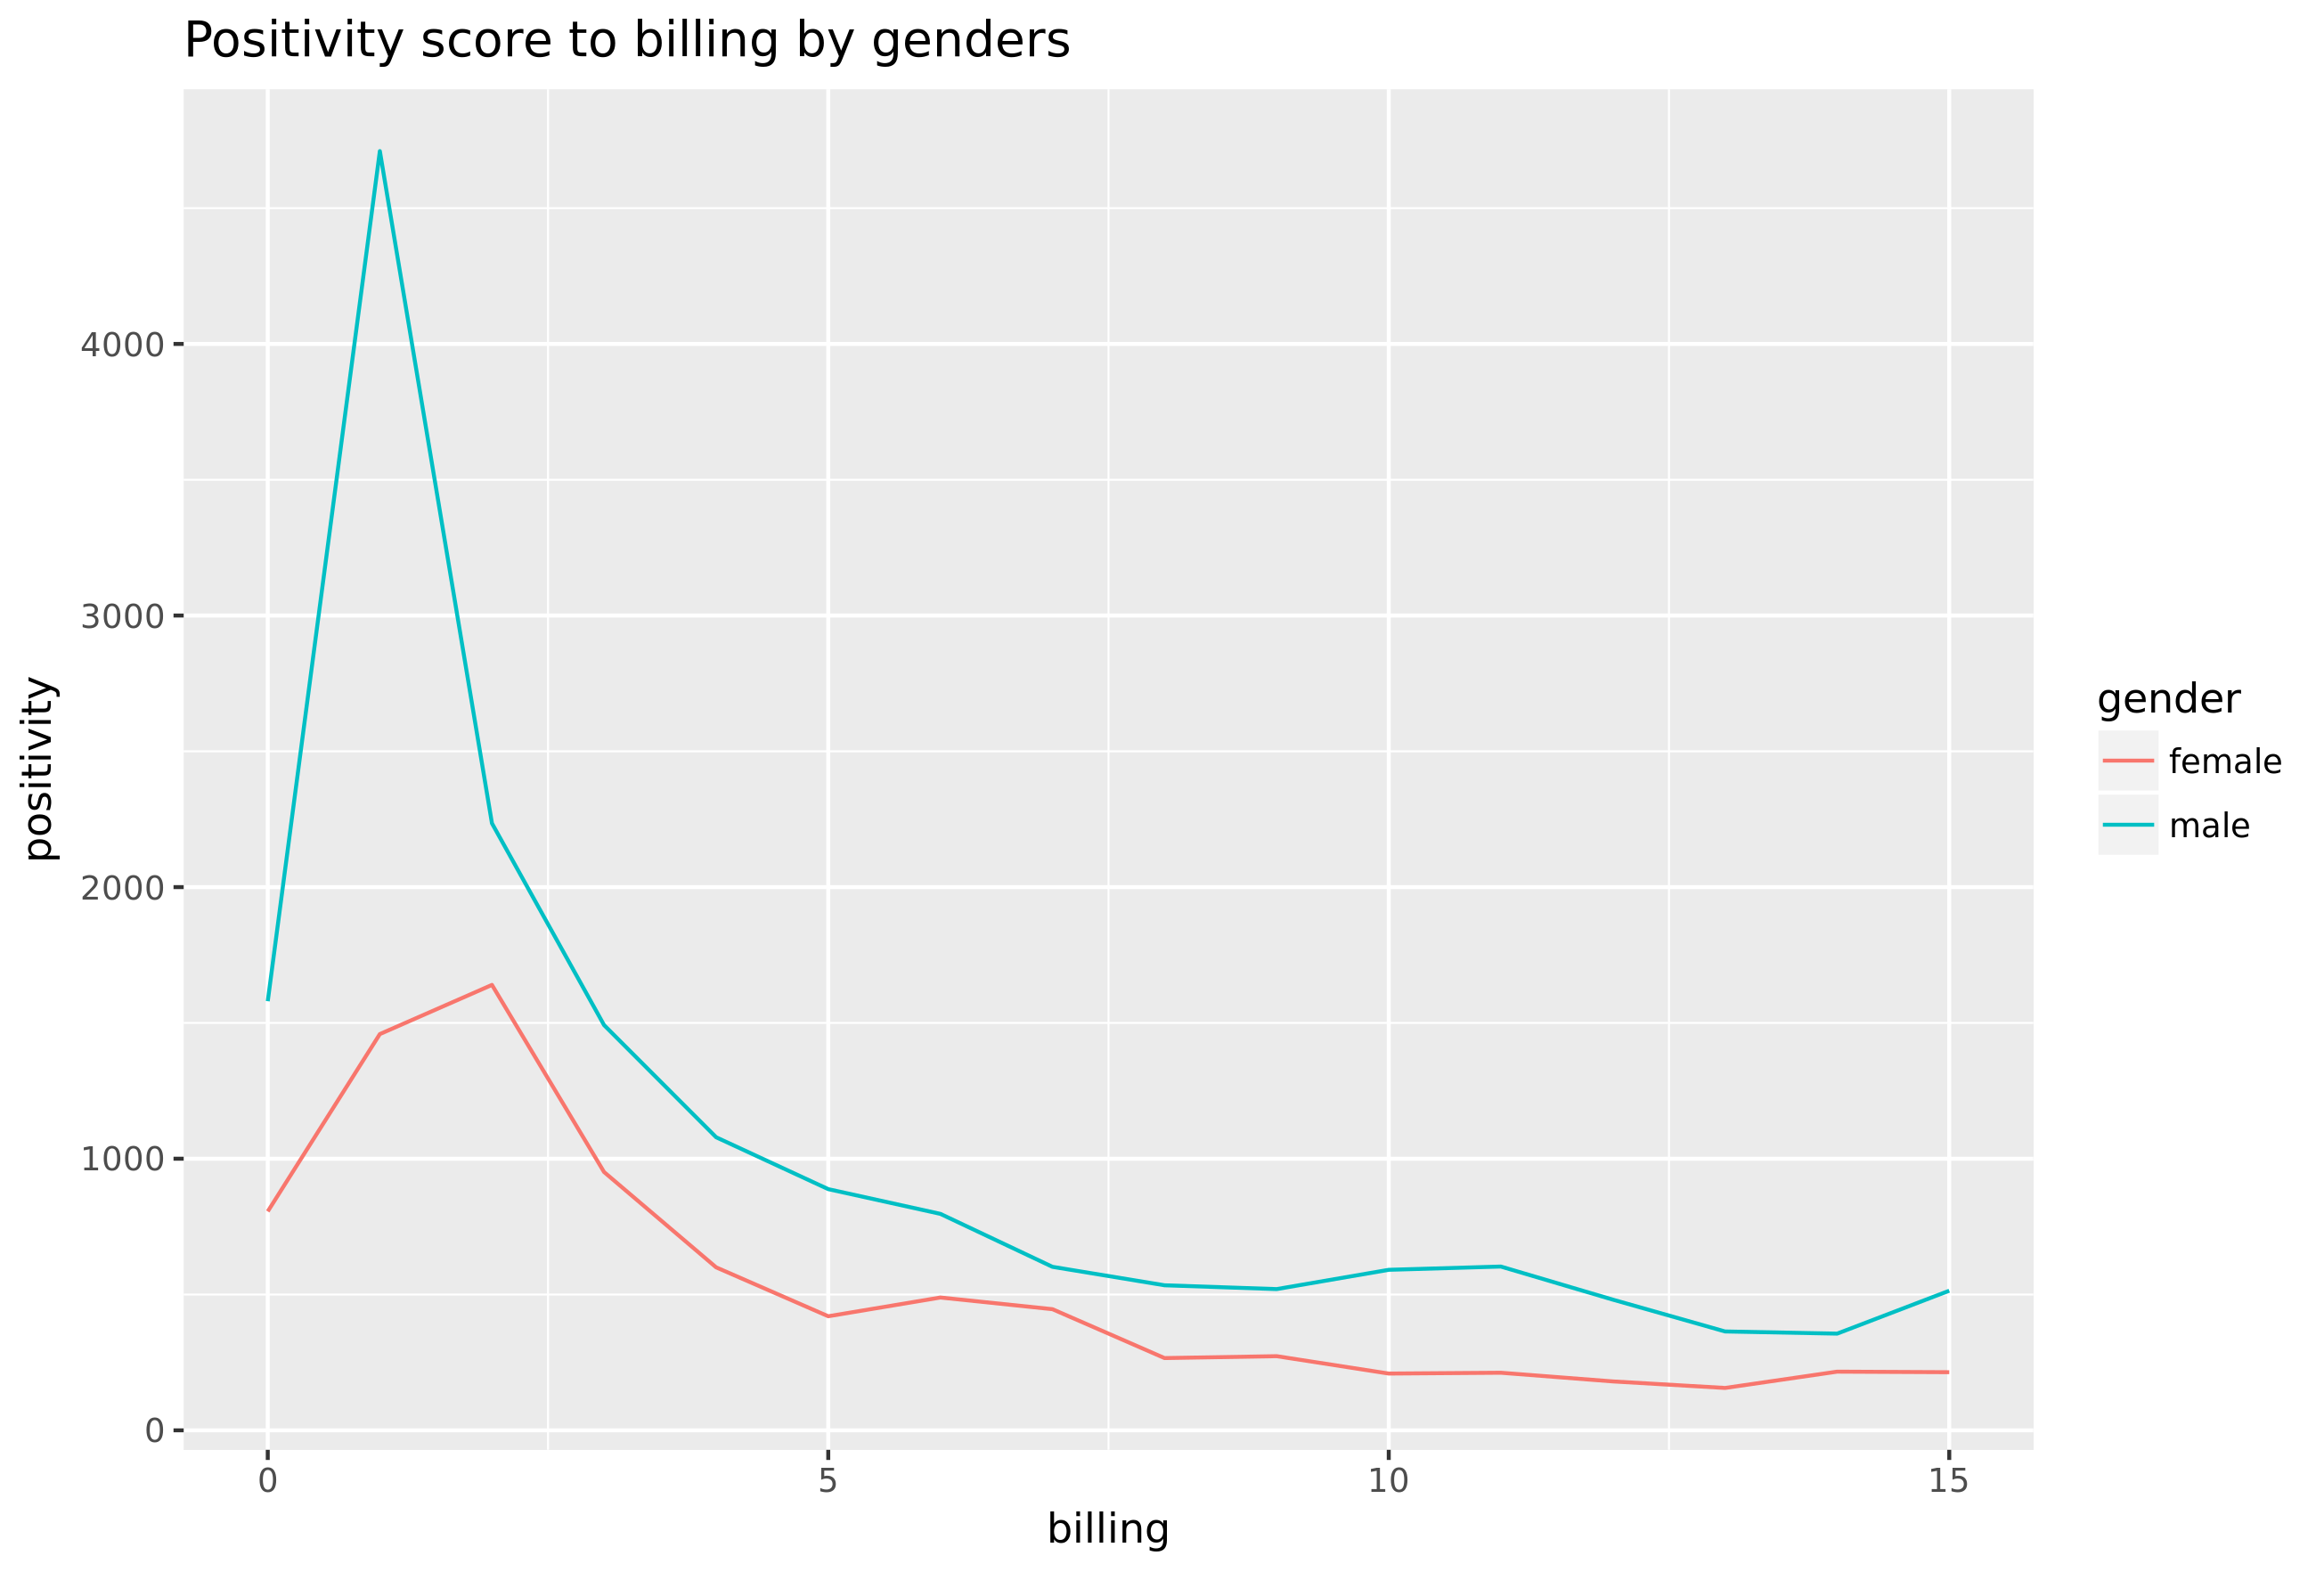 Positivity score to billing by genders
positivity
4000
3000
2000
1000
0
0 5 10 15
billing
gender
female
male